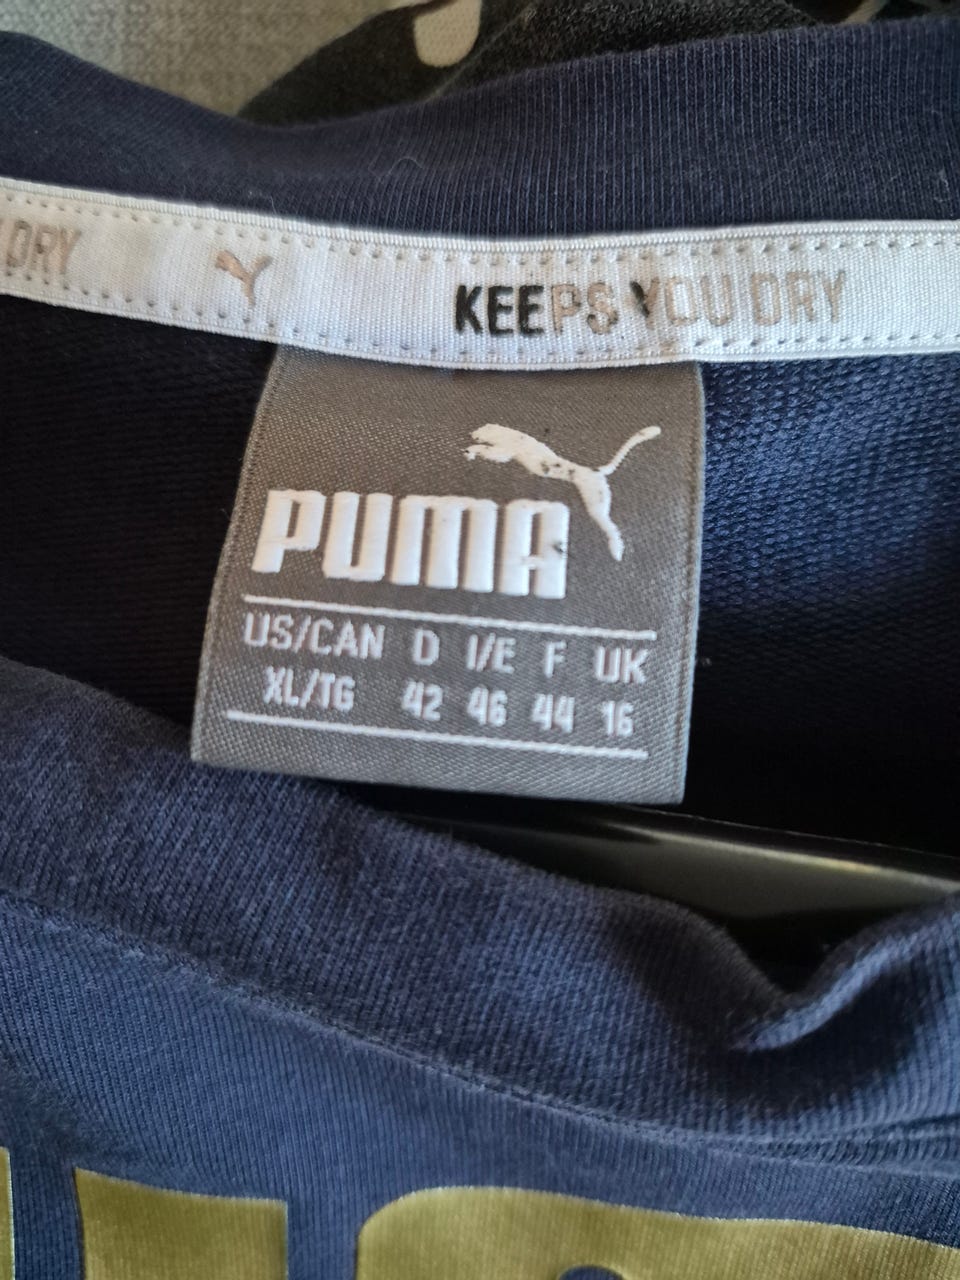 DRY KEEPS YOU DRY
PUMA
US/CAN D I/E F UK
XL/TG 42 46 44 16